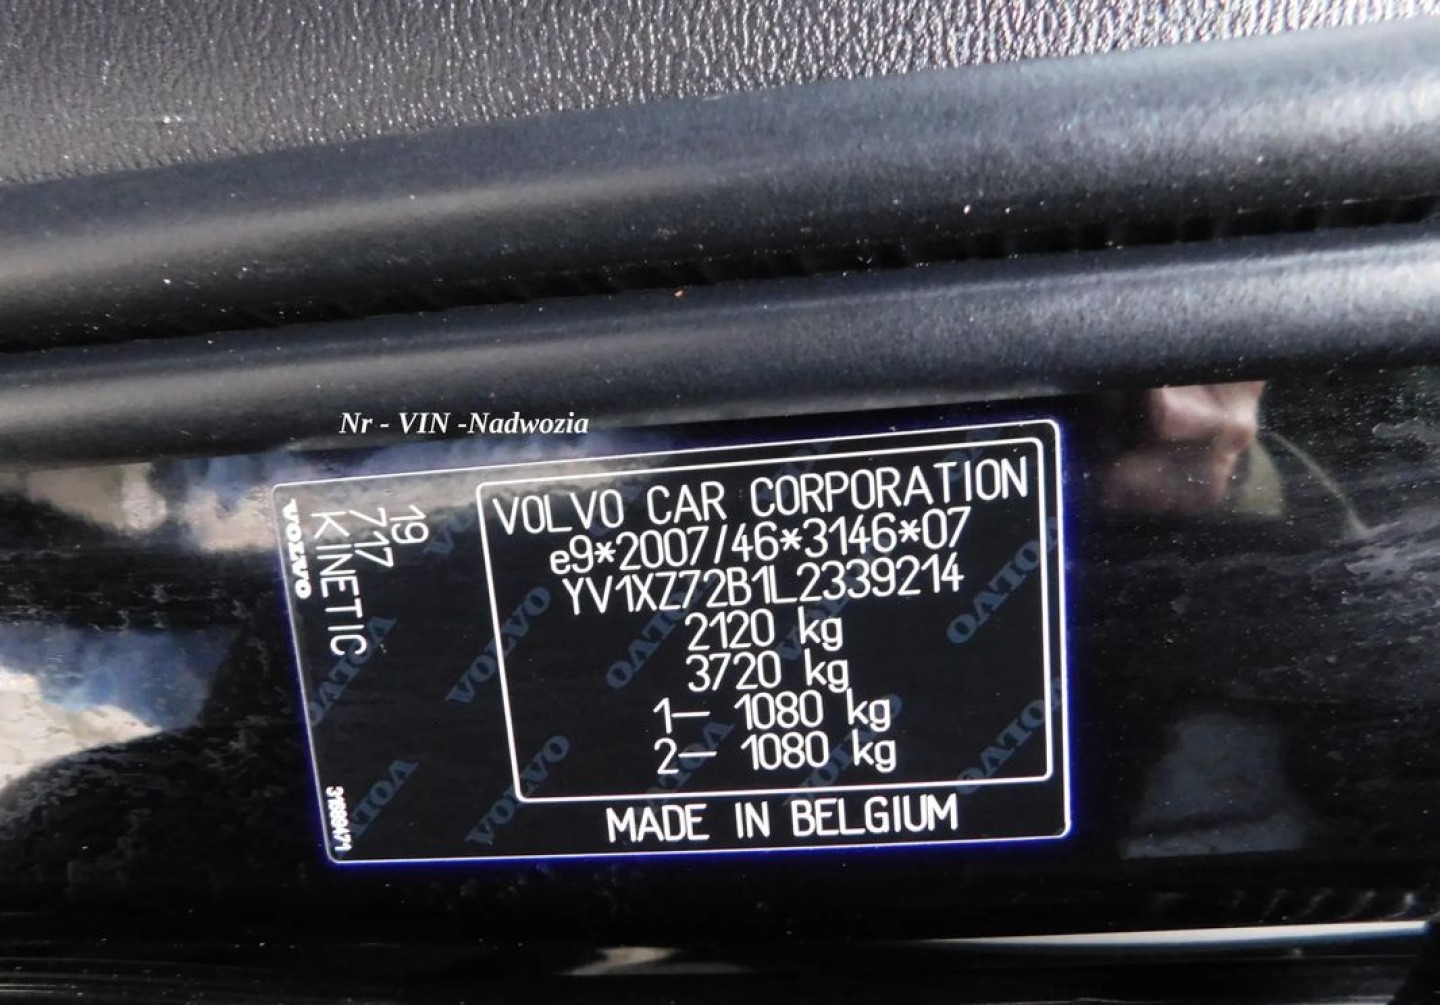 Nr - VIN -Nadwozia
VOLVO
19
717
KINETIC
VOLVO CAR CORPORATION
e9*2007/46*3146*07
YV1XZ72B1L2339214
2120 kg
3720 kg
1– 1080 kg
2– 1080 kg
MADE IN BELGIUM